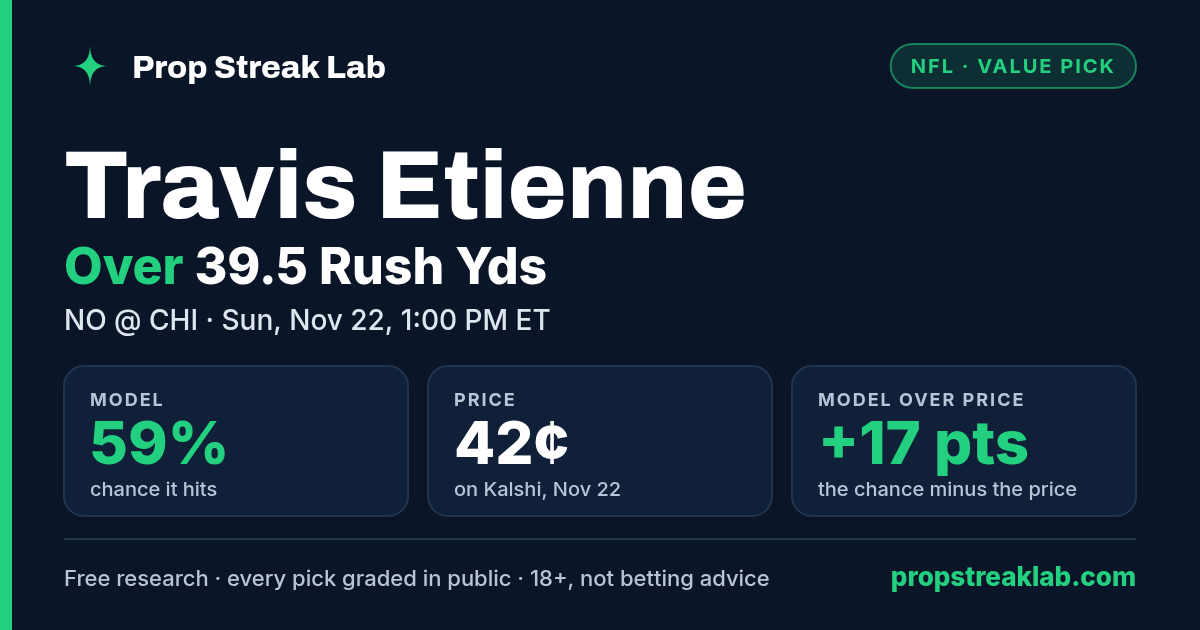 Prop Streak Lab
NFL · VALUE PICK
Travis Etienne
Over 39.5 Rush Yds
NO @ CHI · Sun, Nov 22, 1:00 PM ET
MODEL
59%
chance it hits
PRICE
42¢
on Kalshi, Nov 22
MODEL OVER PRICE
+17 pts
the chance minus the price
Free research · every pick graded in public · 18+, not betting advice
propstreaklab.com